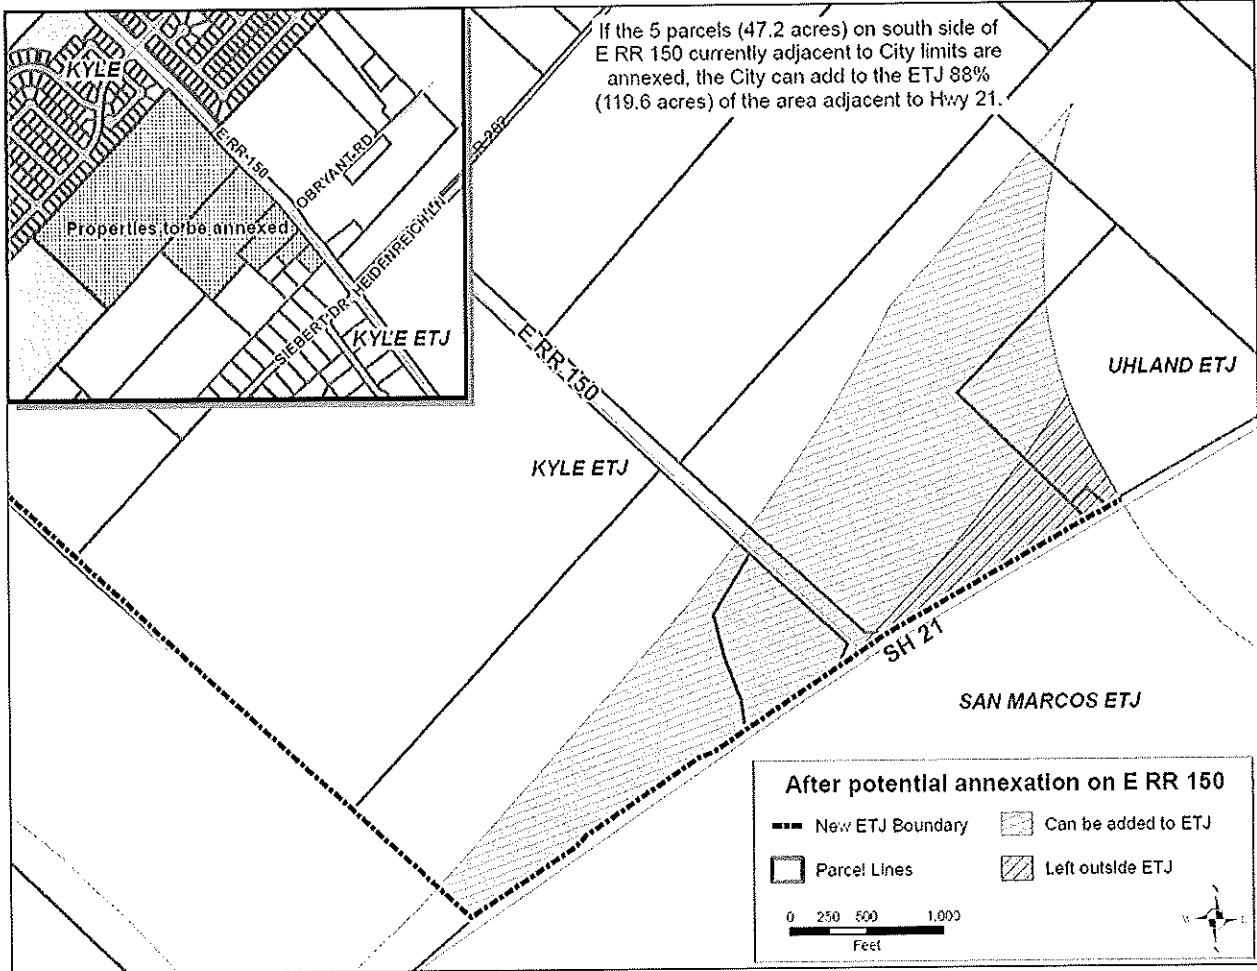 If the 5 parcels (47.2 acres) on south side of
E RR 150 currently adjacent to City limits are
annexed, the City can add to the ETJ 88%
(119.6 acres) of the area adjacent to Hwy 21.
KYLE
E RR 150
OBRYANT RD
Properties to be annexed
SIEBERT DR
HEIDENREICH LN
KYLE ETJ
E RR 150
UHLAND ETJ
KYLE ETJ
SH 21
SAN MARCOS ETJ
After potential annexation on E RR 150
New ETJ Boundary
Can be added to ETJ
Parcel Lines
Left outside ETJ
0 250 500 1,000
Feet
W E